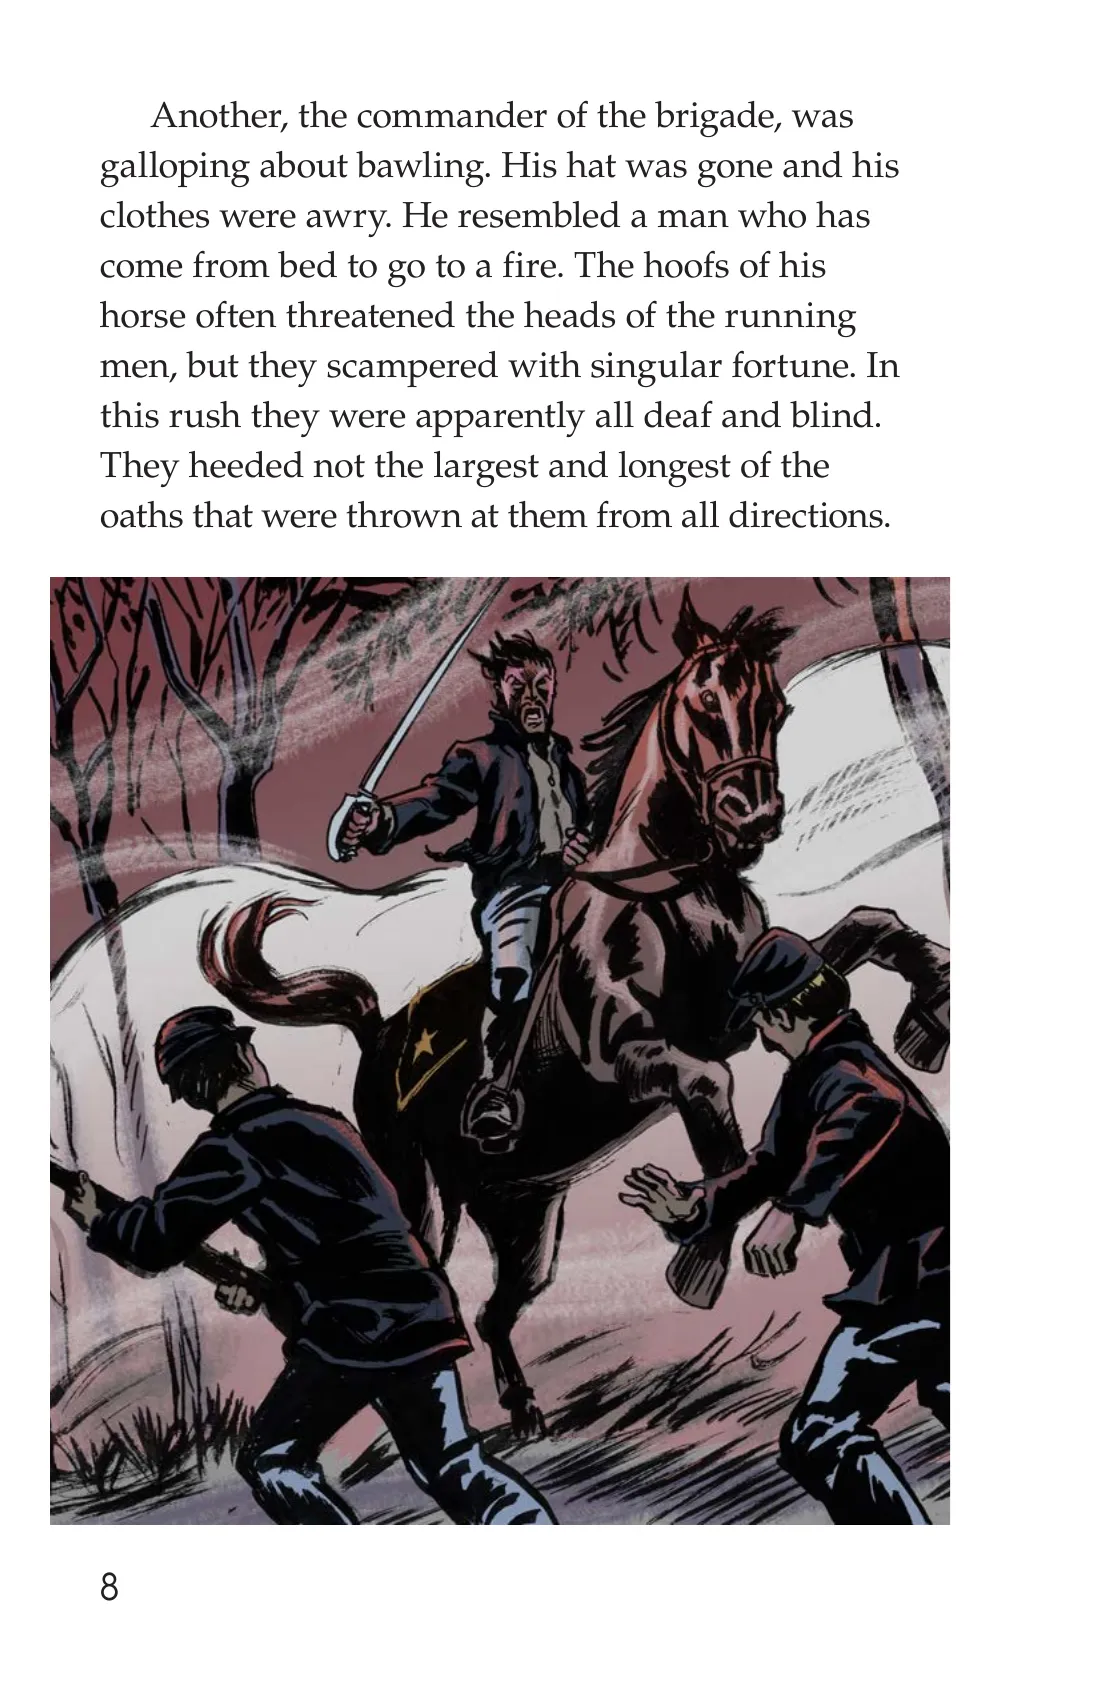 Another, the commander of the brigade, was
galloping about bawling. His hat was gone and his
clothes were awry. He resembled a man who has
come from bed to go to a fire. The hoofs of his
horse often threatened the heads of the running
men, but they scampered with singular fortune. In
this rush they were apparently all deaf and blind.
They heeded not the largest and longest of the
oaths that were thrown at them from all directions.
8